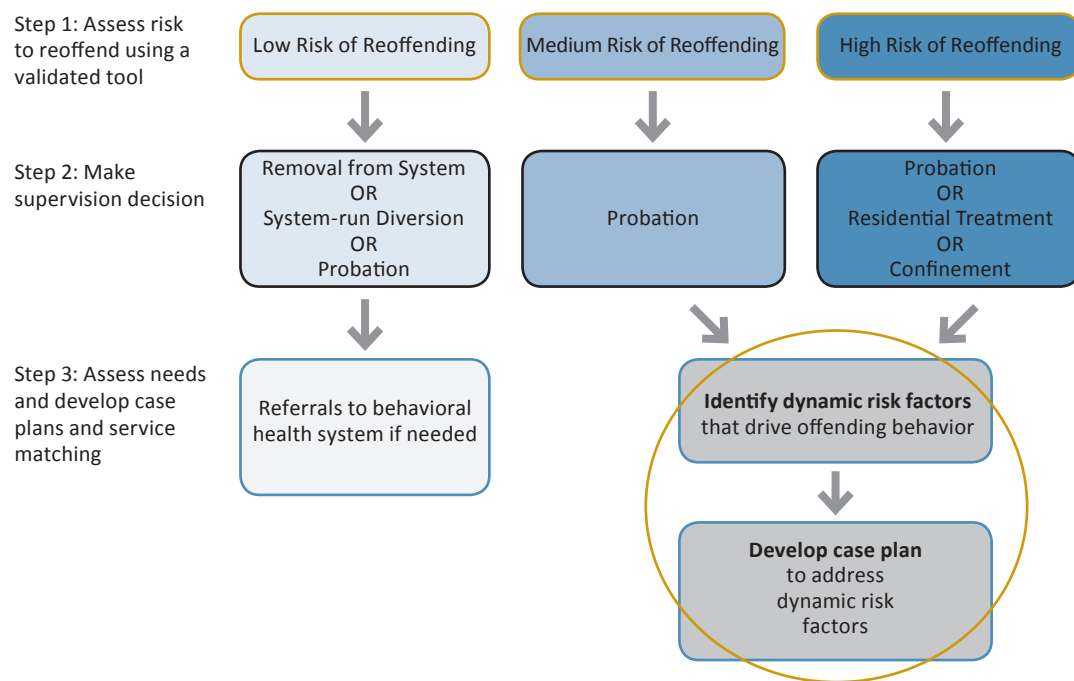 Step 1: Assess risk
to reoffend using a
validated tool
Low Risk of Reoffending
Medium Risk of Reoffending
High Risk of Reoffending
Step 2: Make
supervision decision
Removal from System
OR
System-run Diversion
OR
Probation
Probation
Probation
OR
Residential Treatment
OR
Confinement
Step 3: Assess needs
and develop case
plans and service
matching
Referrals to behavioral
health system if needed
Identify dynamic risk factors
that drive offending behavior
Develop case plan
to address
dynamic risk
factors